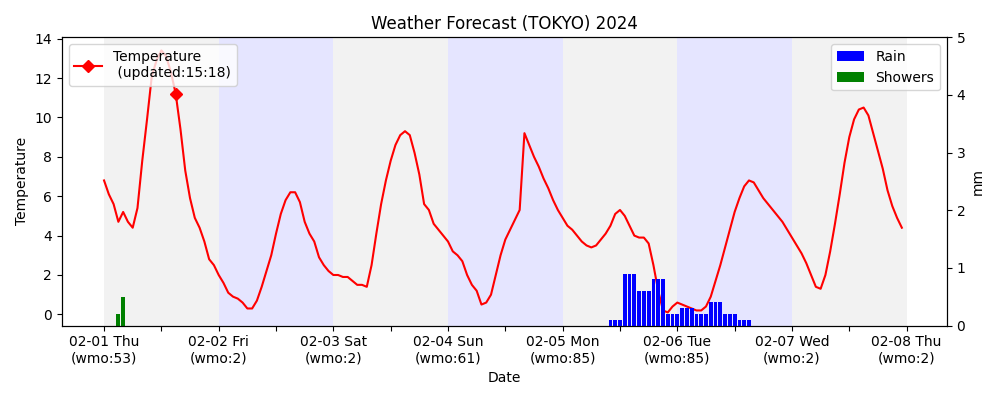 Weather Forecast (TOKYO) 2024
Temperature
(updated:15:18)
Rain
Showers
14
12
10
8
6
4
2
0
Temperature
5
4
3
2
1
0
mm
02-01 Thu
(wmo:53)
02-02 Fri
(wmo:2)
02-03 Sat
(wmo:2)
02-04 Sun
(wmo:61)
02-05 Mon
(wmo:85)
02-06 Tue
(wmo:85)
02-07 Wed
(wmo:2)
02-08 Thu
(wmo:2)
Date